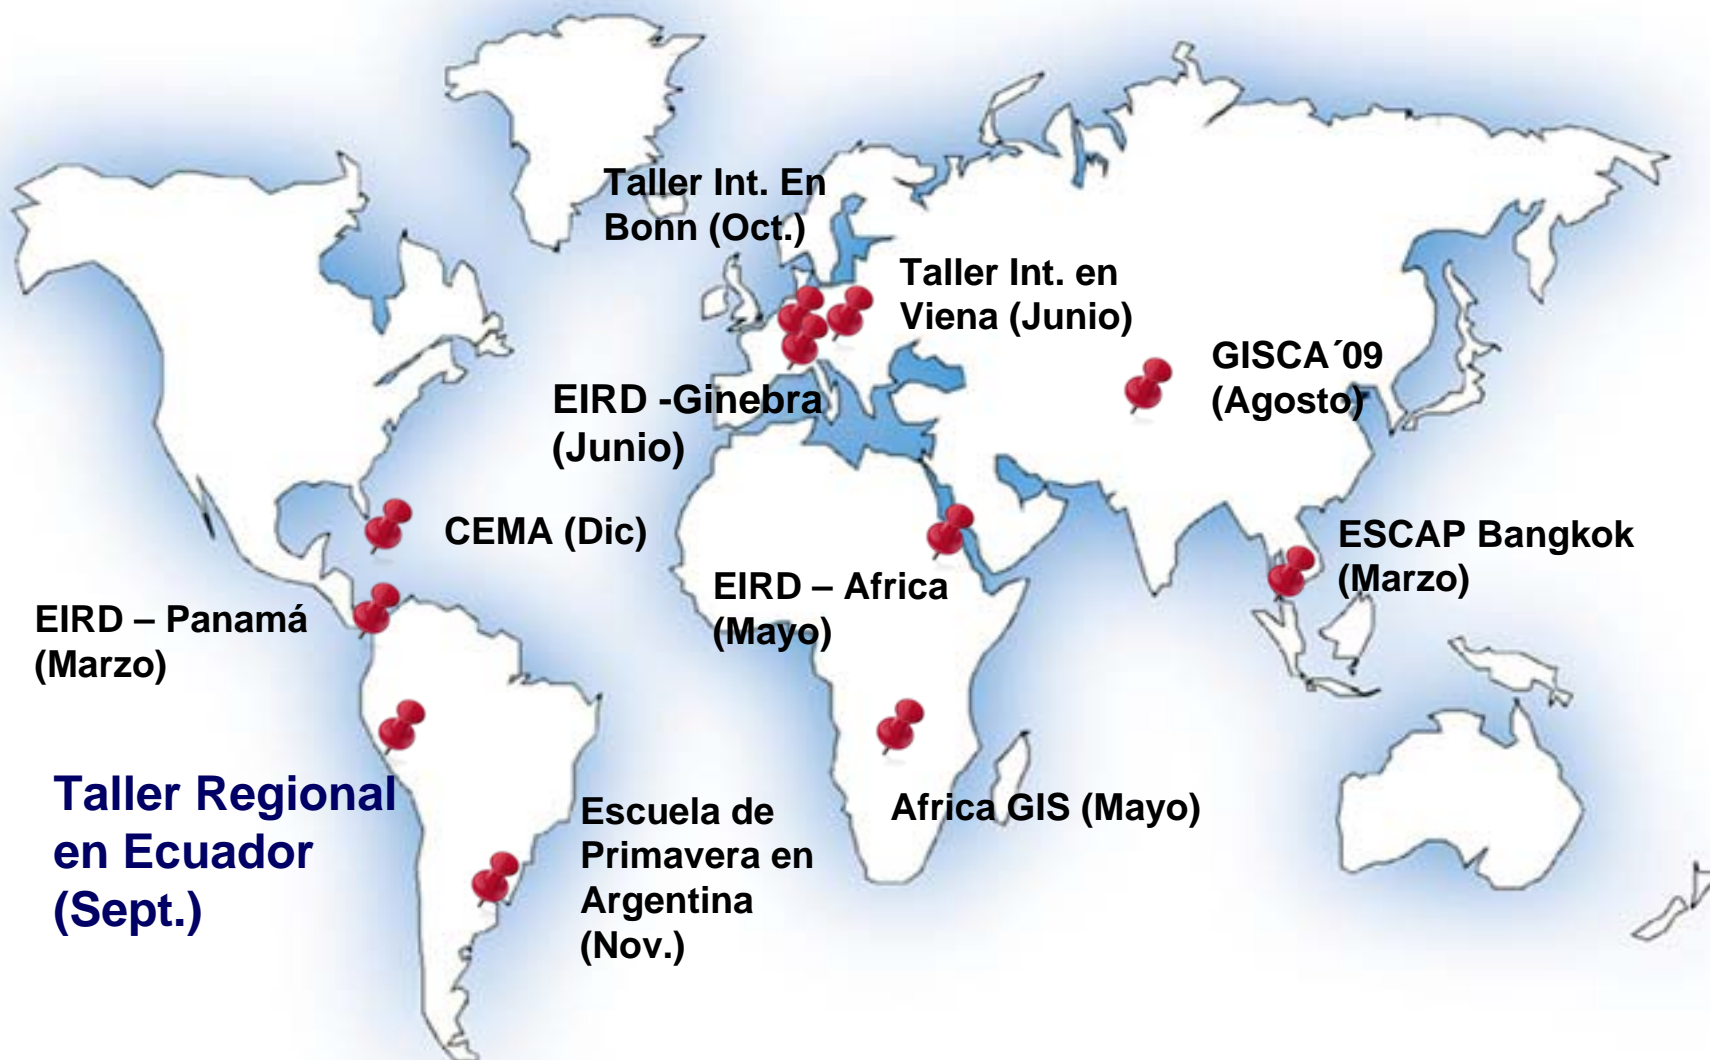 Taller Int. En
Bonn (Oct.)
Taller Int. en
Viena (Junio)
GISCA´09
(Agosto)
EIRD -Ginebra
(Junio)
CEMA (Dic)
ESCAP Bangkok
(Marzo)
EIRD – Africa
(Mayo)
EIRD – Panamá
(Marzo)
Taller Regional
en Ecuador
(Sept.)
Escuela de
Primavera en
Argentina
(Nov.)
Africa GIS (Mayo)